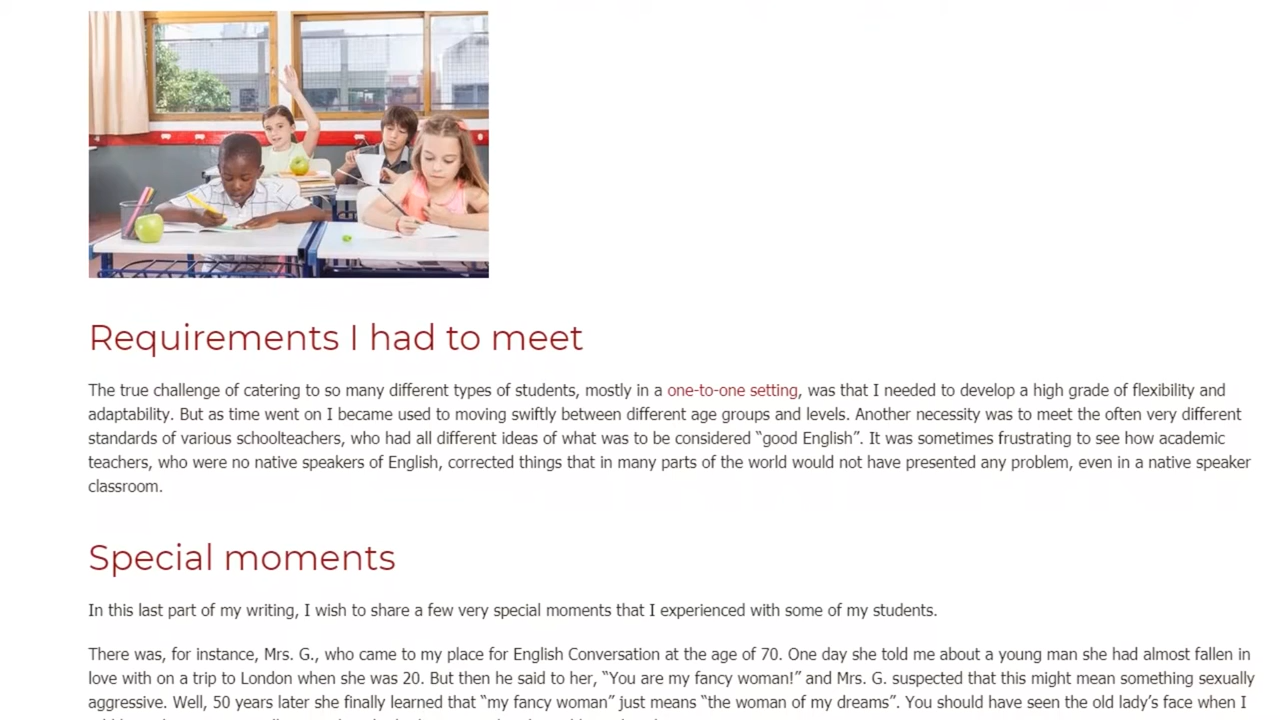 Requirements I had to meet
The true challenge of catering to so many different types of students, mostly in a one-to-one setting, was that I needed to develop a high grade of flexibility and
adaptability. But as time went on I became used to moving swiftly between different age groups and levels. Another necessity was to meet the often very different
standards of various schoolteachers, who had all different ideas of what was to be considered “good English”. It was sometimes frustrating to see how academic
teachers, who were no native speakers of English, corrected things that in many parts of the world would not have presented any problem, even in a native speaker
classroom.
Special moments
In this last part of my writing, I wish to share a few very special moments that I experienced with some of my students.
There was, for instance, Mrs. G., who came to my place for English Conversation at the age of 70. One day she told me about a young man she had almost fallen in
love with on a trip to London when she was 20. But then he said to her, “You are my fancy woman!” and Mrs. G. suspected that this might mean something sexually
aggressive. Well, 50 years later she finally learned that “my fancy woman” just means “the woman of my dreams”. You should have seen the old lady’s face when I